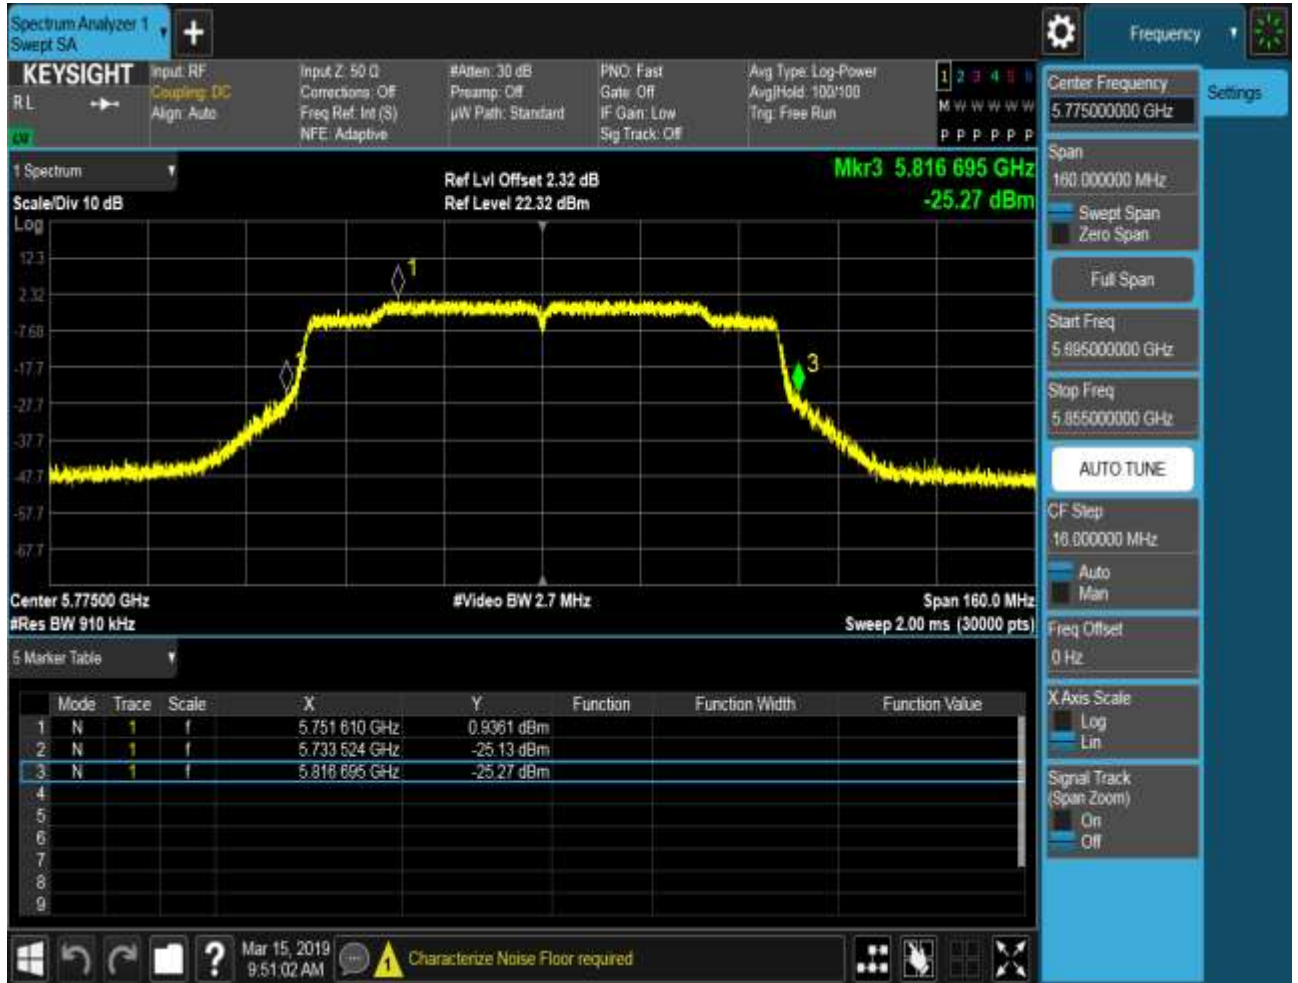 Spectrum Analyzer 1
Swept SA
+
Frequency
KEYSIGHT
R L
Input: RF
Coupling: DC
Align: Auto
Input Z: 50 Ω
Corrections: Off
Freq Ref: Int (S)
NFE: Adaptive
#Atten: 30 dB
Preamp: Off
µW Path: Standard
PNO: Fast
Gate: Off
IF Gain: Low
Sig Track: Off
Avg Type: Log-Power
Avg|Hold: 100/100
Trig: Free Run
1 2 3 4 5 6
M W W W W W
P P P P P P
1 Spectrum
Scale/Div 10 dB
Ref Lvl Offset 2.32 dB
Ref Level 22.32 dBm
Mkr3 5.816 695 GHz
-25.27 dBm
Log
12.3
2.32
-7.68
-17.7
-27.7
-37.7
-47.7
-57.7
-67.7
1
3
Center 5.77500 GHz
#Video BW 2.7 MHz
Span 160.0 MHz
#Res BW 910 kHz
Sweep 2.00 ms (30000 pts)
5 Marker Table
Mode Trace Scale X Y Function Function Width Function Value
1 N 1 f 5.751 610 GHz 0.9361 dBm
2 N 1 f 5.733 524 GHz -25.13 dBm
3 N 1 f 5.816 695 GHz -25.27 dBm
4
5
6
7
8
9
Center Frequency
5.775000000 GHz
Settings
Span
160.000000 MHz
Swept Span
Zero Span
Full Span
Start Freq
5.695000000 GHz
Stop Freq
5.855000000 GHz
AUTO TUNE
CF Step
16.000000 MHz
Auto
Man
Freq Offset
0 Hz
X Axis Scale
Log
Lin
Signal Track
(Span Zoom)
On
Off
?
Mar 15, 2019
9:51:02 AM
1
Characterize Noise Floor required